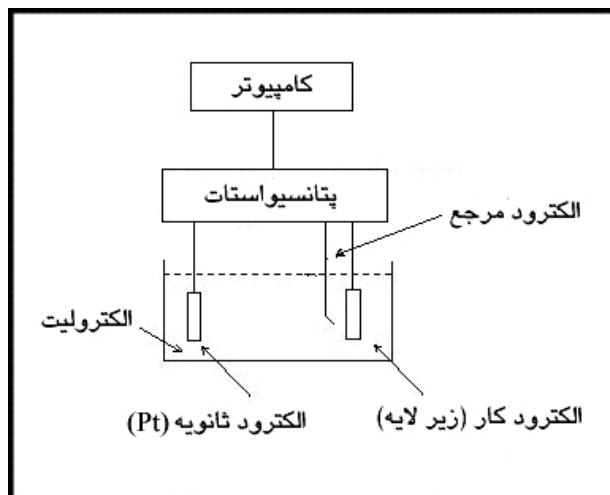 کامپیوتر
پتانسیواستات
الکترود مرجع
الکترولیت
الکترود ثانویه (Pt)
الکترود کار (زیر لایه)